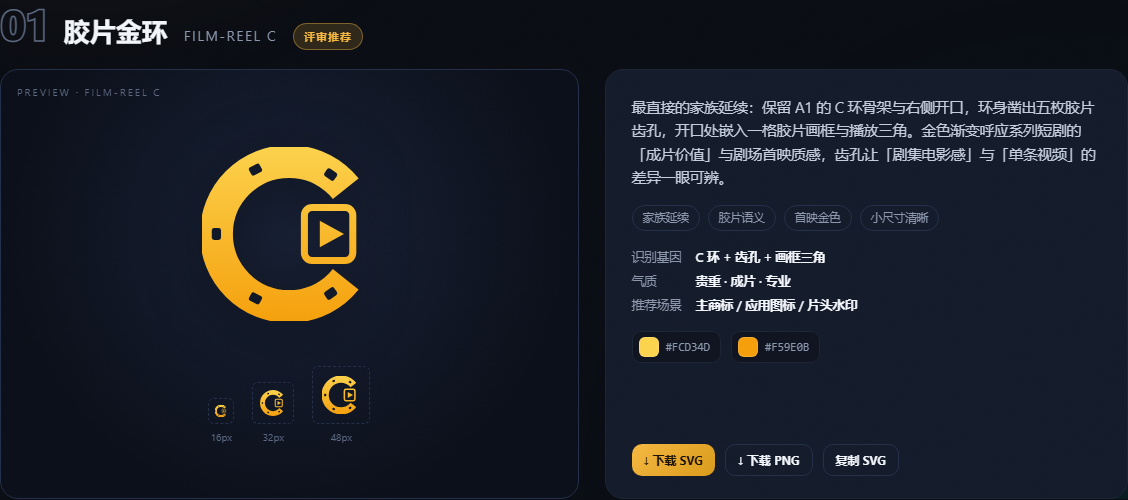 01 胶片金环 FILM-REEL C 评审推荐
PREVIEW · FILM-REEL C
16px 32px 48px
最直接的家族延续：保留 A1 的 C 环骨架与右侧开口，环身凿出五枚胶片
齿孔，开口处嵌入一格胶片画框与播放三角。金色渐变呼应系列短剧的
「成片价值」与剧场首映质感，齿孔让「剧集电影感」与「单条视频」的
差异一眼可辨。
家族延续 胶片语义 首映金色 小尺寸清晰
识别基因 C 环 + 齿孔 + 画框三角
气质 贵重 · 成片 · 专业
推荐场景 主商标 / 应用图标 / 片头水印
#FCD34D #F59E0B
↓ 下载 SVG ↓ 下载 PNG 复制 SVG